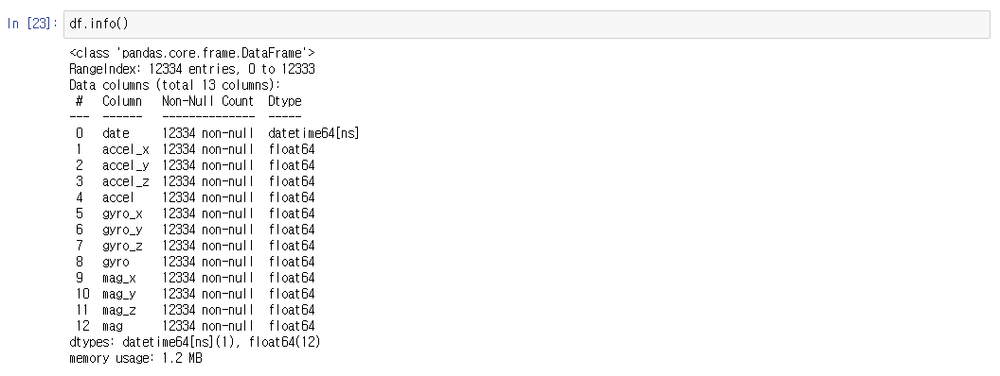 In [23]: df.info()
<class 'pandas.core.frame.DataFrame'>
RangeIndex: 12334 entries, 0 to 12333
Data columns (total 13 columns):
 #   Column   Non-Null Count  Dtype
---  ------   --------------  -----
 0   date     12334 non-null  datetime64[ns]
 1   accel_x  12334 non-null  float64
 2   accel_y  12334 non-null  float64
 3   accel_z  12334 non-null  float64
 4   accel    12334 non-null  float64
 5   gyro_x   12334 non-null  float64
 6   gyro_y   12334 non-null  float64
 7   gyro_z   12334 non-null  float64
 8   gyro     12334 non-null  float64
 9   mag_x    12334 non-null  float64
 10  mag_y    12334 non-null  float64
 11  mag_z    12334 non-null  float64
 12  mag      12334 non-null  float64
dtypes: datetime64[ns](1), float64(12)
memory usage: 1.2 MB